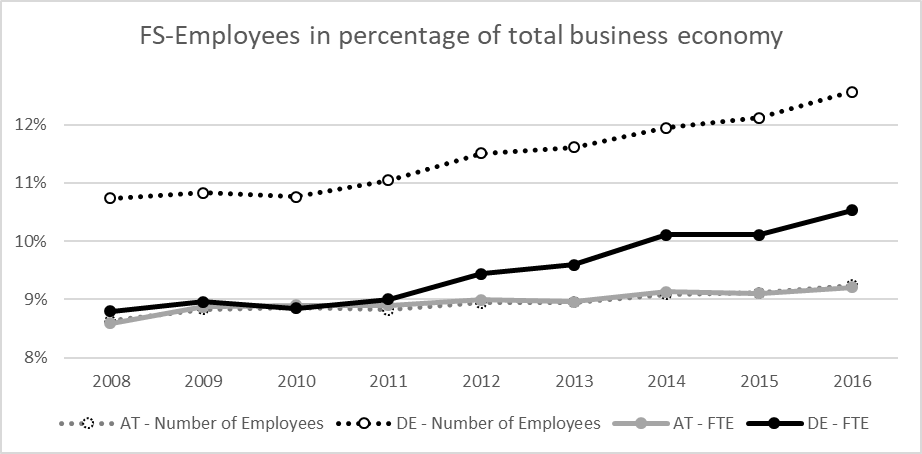 FS-Employees in percentage of total business economy
12%
11%
10%
9%
8%
2008 2009 2010 2011 2012 2013 2014 2015 2016
AT - Number of Employees DE - Number of Employees AT - FTE DE - FTE